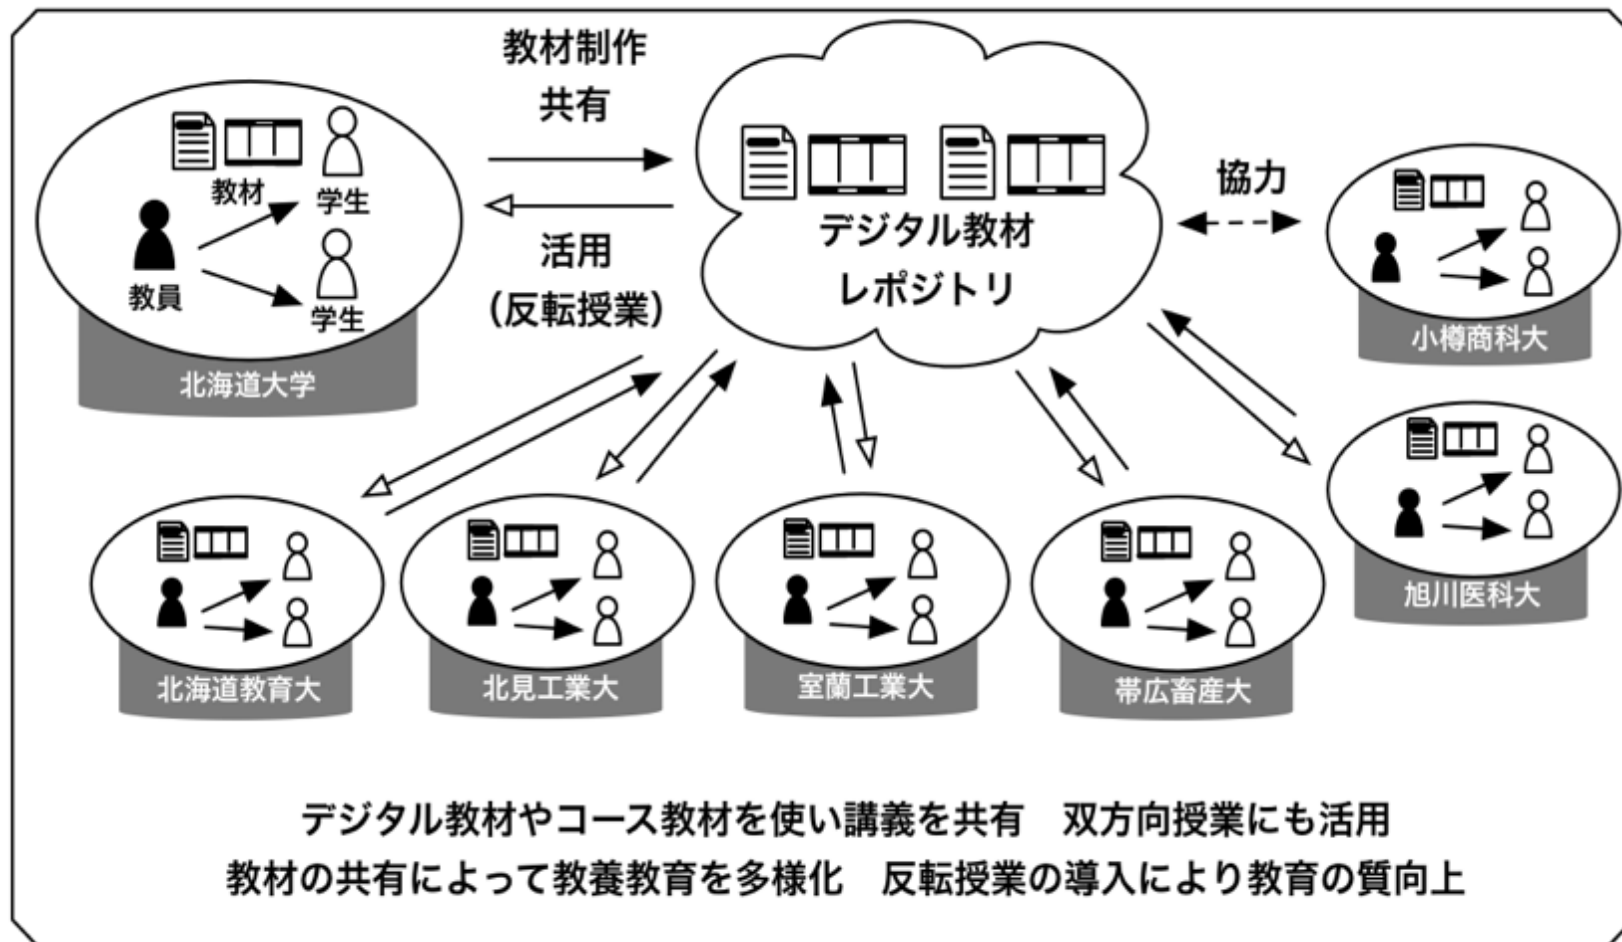 教材制作
共有
教材
学生
教員
学生
北海道大学
活用
(反転授業)
デジタル教材
レポジトリ
協力
小樽商科大
旭川医科大
北海道教育大
北見工業大
室蘭工業大
帯広畜産大
デジタル教材やコース教材を使い講義を共有　双方向授業にも活用
教材の共有によって教養教育を多様化　反転授業の導入により教育の質向上